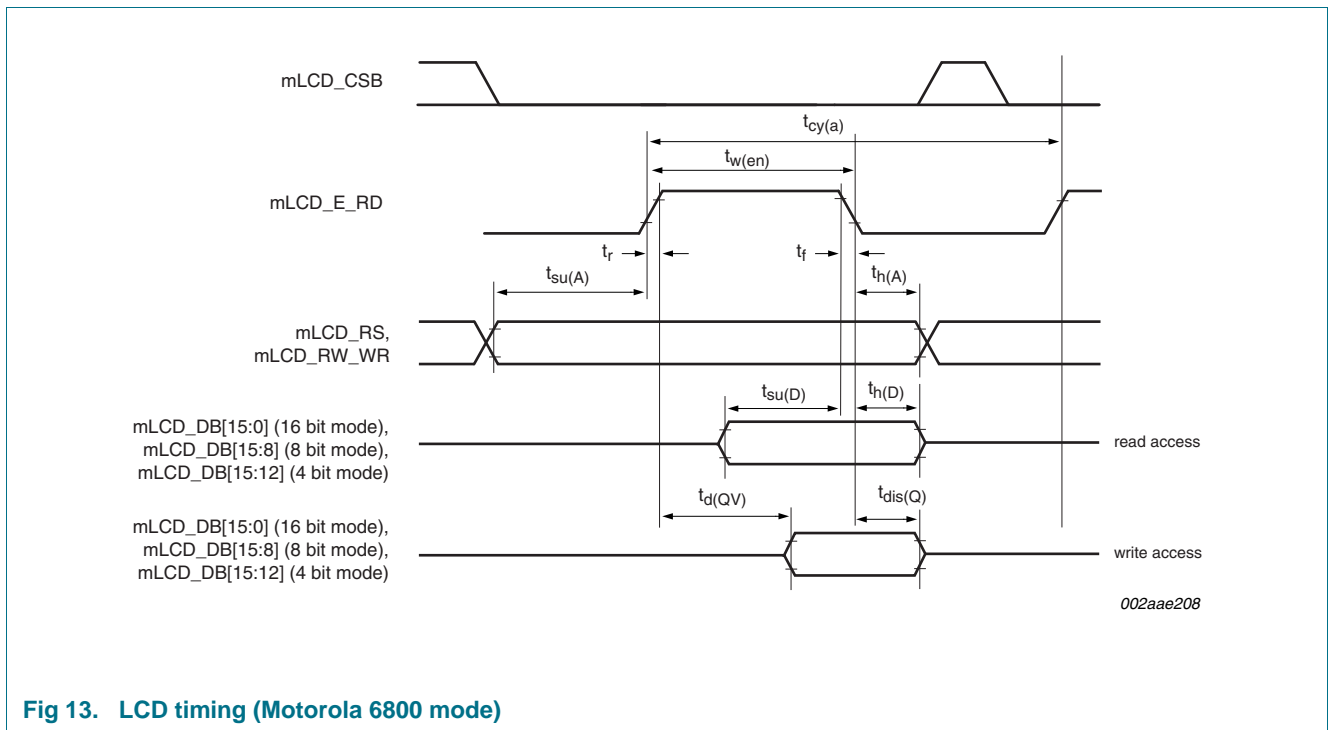 mLCD_CSB
tcy(a)
tw(en)
mLCD_E_RD
tr
tf
tsu(A)
th(A)
mLCD_RS,
mLCD_RW_WR
tsu(D)
th(D)
mLCD_DB[15:0] (16 bit mode),
mLCD_DB[15:8] (8 bit mode),
mLCD_DB[15:12] (4 bit mode)
read access
td(QV)
tdis(Q)
mLCD_DB[15:0] (16 bit mode),
mLCD_DB[15:8] (8 bit mode),
mLCD_DB[15:12] (4 bit mode)
write access
002aae208
Fig 13. LCD timing (Motorola 6800 mode)